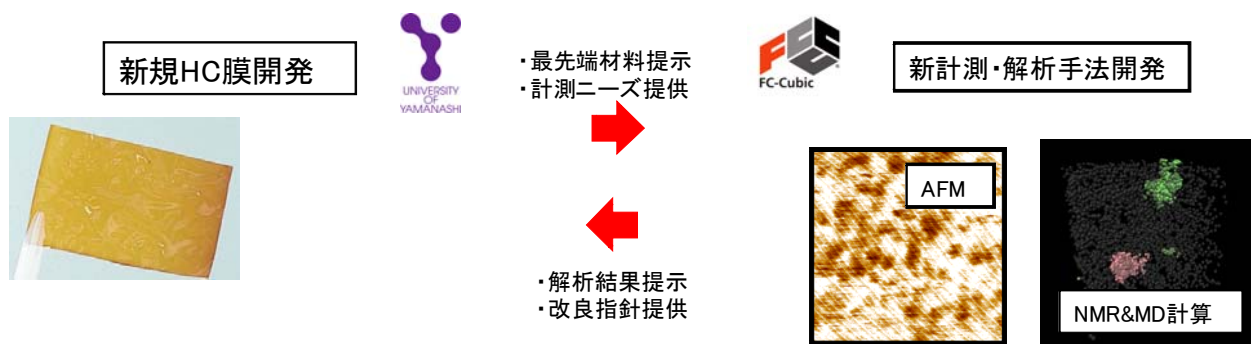 新規HC膜開発
UNIVERSITY
OF
YAMANASHI
・最先端材料提示
・計測ニーズ提供
FCCC
FC-Cubic
新計測・解析手法開発
AFM
NMR&MD計算
・解析結果提示
・改良指針提供